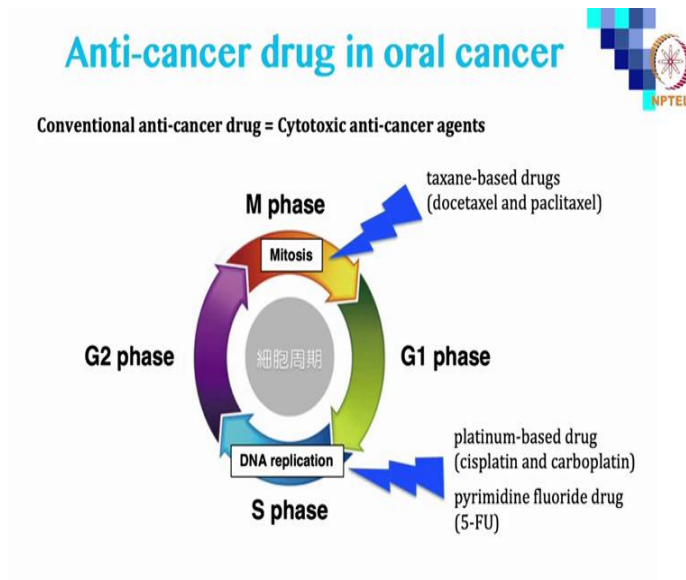 Anti-cancer drug in oral cancer
NPTEL
Conventional anti-cancer drug = Cytotoxic anti-cancer agents
taxane-based drugs
(docetaxel and paclitaxel)
M phase
Mitosis
G2 phase
細胞周期
G1 phase
DNA replication
S phase
platinum-based drug
(cisplatin and carboplatin)
pyrimidine fluoride drug
(5-FU)